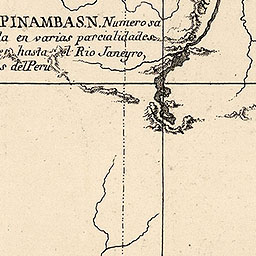 PINAMBAS N. Numerosa
da en varias parcialidades
hasta el Rio Janeyro,
s del Peru